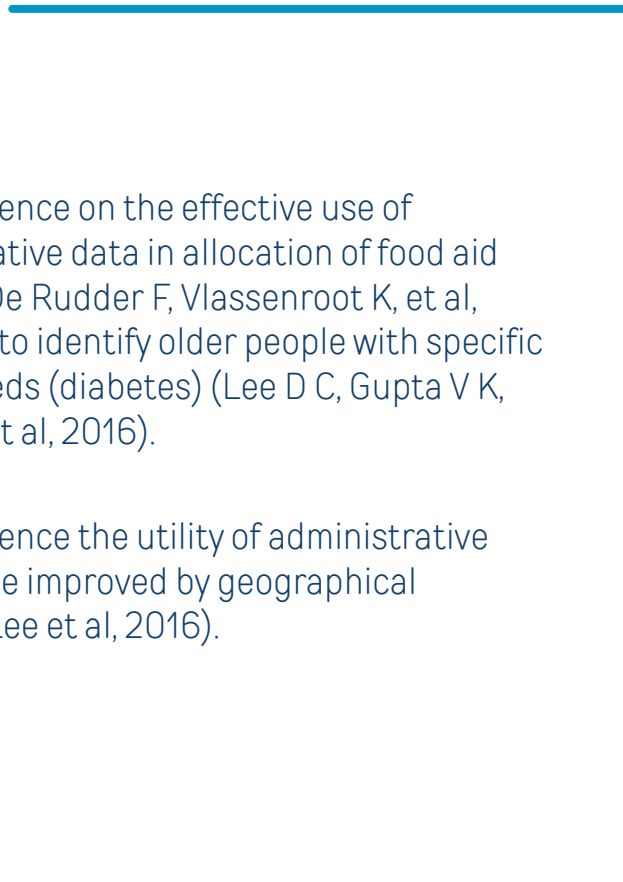 ence on the effective use of
ative data in allocation of food aid
De Rudder F, Vlassenroot K, et al,
to identify older people with specific
eds (diabetes) (Lee D C, Gupta V K,
t al, 2016).
ence the utility of administrative
e improved by geographical
Lee et al, 2016).